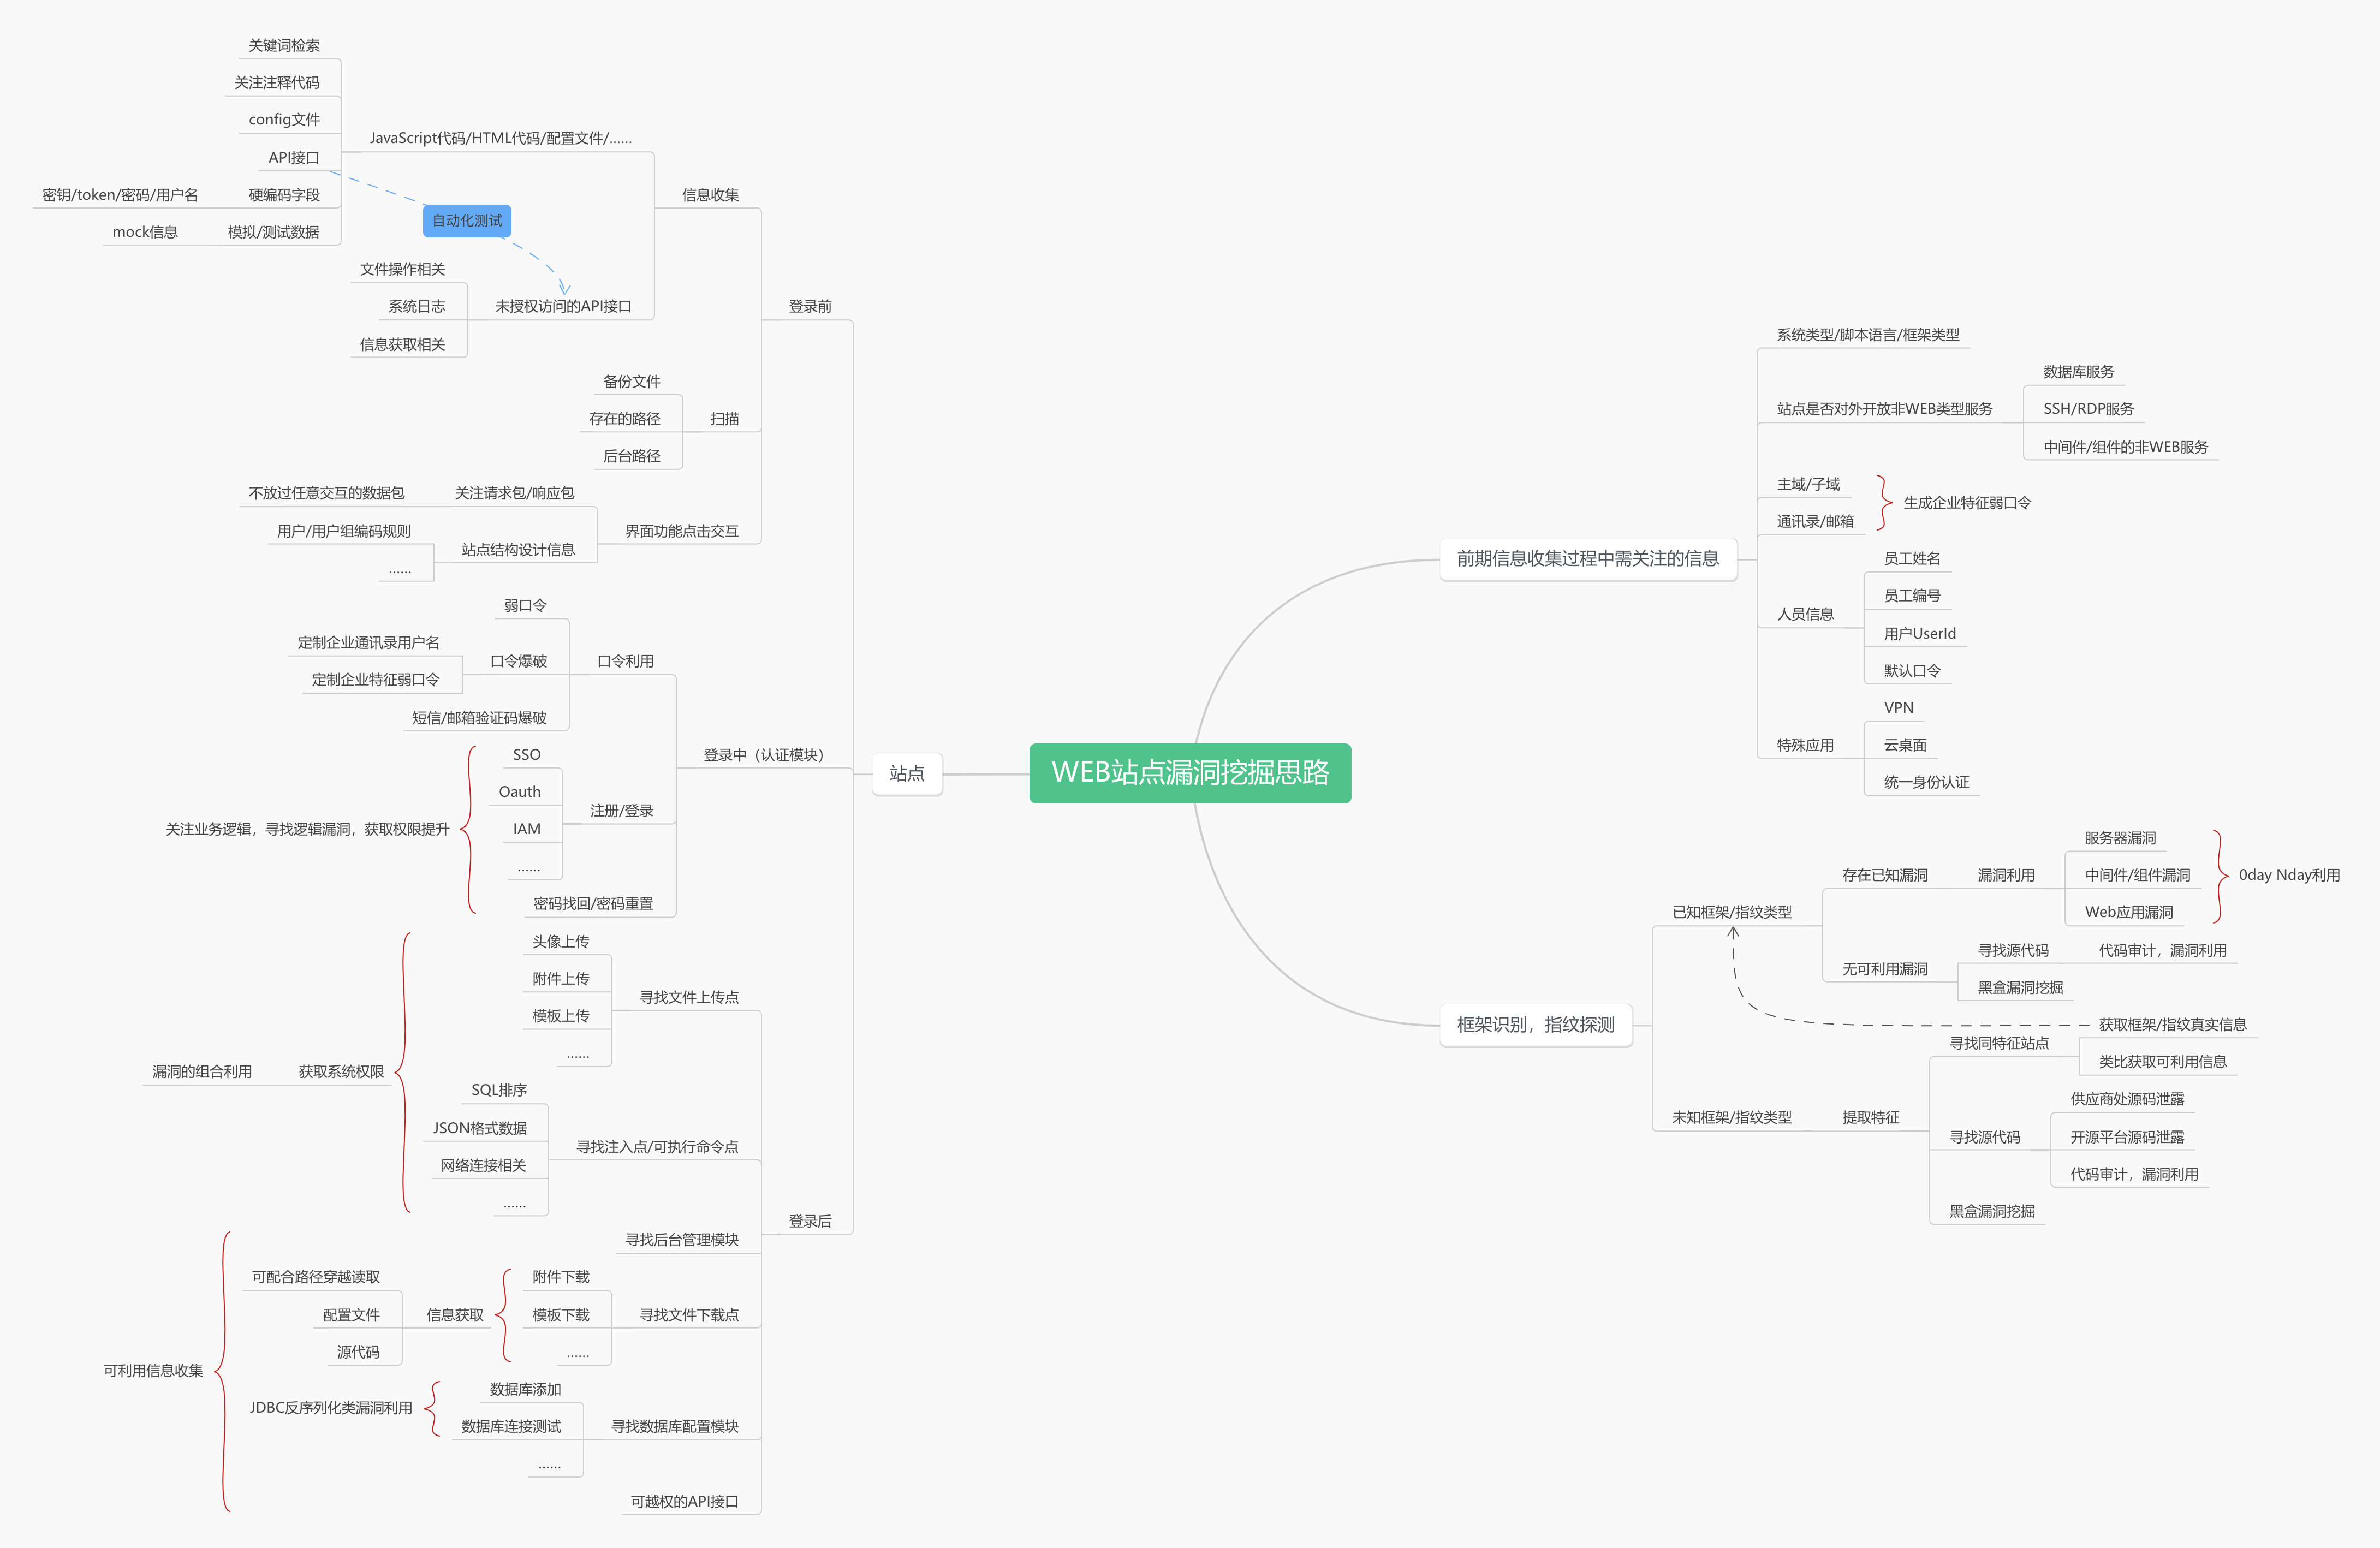 WEB站点漏洞挖掘思路
前期信息收集过程中需关注的信息
系统类型/脚本语言/框架类型
站点是否对外开放非WEB类型服务
数据库服务
SSH/RDP服务
中间件/组件的非WEB服务
主域/子域
通讯录/邮箱
生成企业特征弱口令
人员信息
员工姓名
员工编号
用户UserId
默认口令
特殊应用
VPN
云桌面
统一身份认证
框架识别，指纹探测
已知框架/指纹类型
存在已知漏洞
漏洞利用
服务器漏洞
中间件/组件漏洞
Web应用漏洞
0day Nday利用
无可利用漏洞
寻找源代码
代码审计，漏洞利用
黑盒漏洞挖掘
未知框架/指纹类型
提取特征
寻找同特征站点
获取框架/指纹真实信息
类比获取可利用信息
寻找源代码
供应商处源码泄露
开源平台源码泄露
代码审计，漏洞利用
黑盒漏洞挖掘
站点
登录前
信息收集
JavaScript代码/HTML代码/配置文件/......
关键词检索
关注注释代码
config文件
API接口
硬编码字段
密钥/token/密码/用户名
模拟/测试数据
mock信息
自动化测试
未授权访问的API接口
文件操作相关
系统日志
信息获取相关
扫描
备份文件
存在的路径
后台路径
界面功能点击交互
关注请求包/响应包
不放过任意交互的数据包
站点结构设计信息
用户/用户组编码规则
......
登录中（认证模块）
口令利用
弱口令
口令爆破
定制企业通讯录用户名
定制企业特征弱口令
短信/邮箱验证码爆破
注册/登录
SSO
Oauth
IAM
......
密码找回/密码重置
关注业务逻辑，寻找逻辑漏洞，获取权限提升
登录后
寻找文件上传点
头像上传
附件上传
模板上传
......
寻找注入点/可执行命令点
SQL排序
JSON格式数据
网络连接相关
......
获取系统权限
漏洞的组合利用
寻找后台管理模块
寻找文件下载点
附件下载
模板下载
......
信息获取
可配合路径穿越读取
配置文件
源代码
寻找数据库配置模块
数据库添加
数据库连接测试
......
JDBC反序列化类漏洞利用
可越权的API接口
可利用信息收集